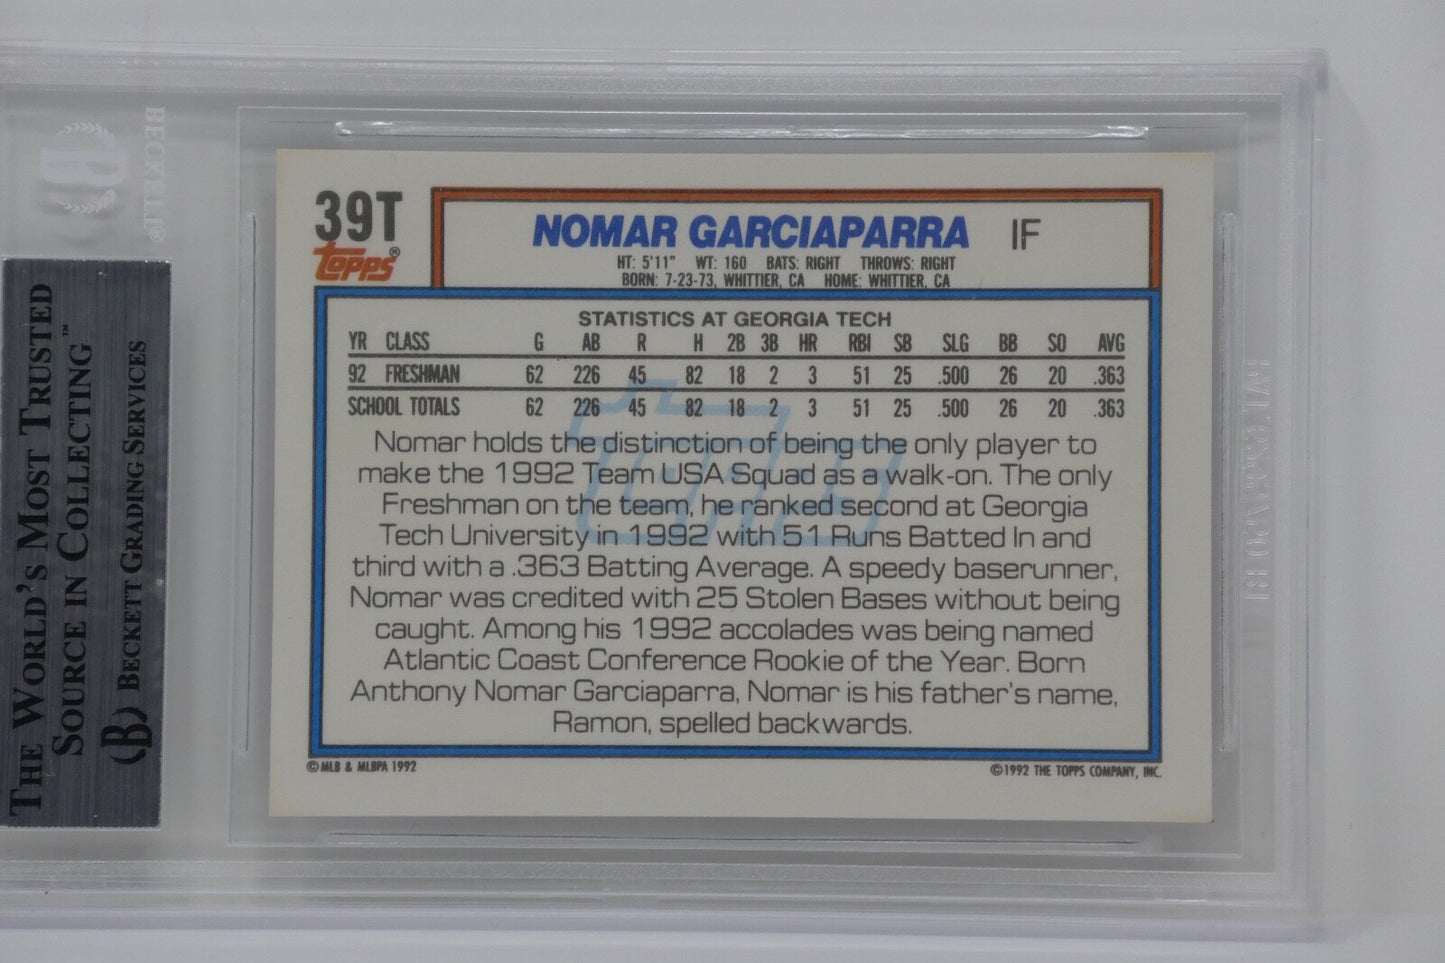 39T
Topps®
NOMAR GARCIAPARRA IF
HT: 5'11" WT: 160 BATS: RIGHT THROWS: RIGHT
BORN: 7-23-73, WHITTIER, CA HOME: WHITTIER, CA
STATISTICS AT GEORGIA TECH
YR CLASS G AB R H 2B 3B HR RBI SB SLG BB SO AVG
92 FRESHMAN 62 226 45 82 18 2 3 51 25 .500 26 20 .363
SCHOOL TOTALS 62 226 45 82 18 2 3 51 25 .500 26 20 .363
Nomar holds the distinction of being the only player to
make the 1992 Team USA Squad as a walk-on. The only
Freshman on the team, he ranked second at Georgia
Tech University in 1992 with 51 Runs Batted In and
third with a .363 Batting Average. A speedy baserunner,
Nomar was credited with 25 Stolen Bases without being
caught. Among his 1992 accolades was being named
Atlantic Coast Conference Rookie of the Year. Born
Anthony Nomar Garciaparra, Nomar is his father's name,
Ramon, spelled backwards.
© MLB & MLBPA 1992
©1992 THE TOPPS COMPANY, INC.
THE WORLD'S MOST TRUSTED
SOURCE IN COLLECTING™
B BECKETT GRADING SERVICES
B
BECKETT®
TOPPS